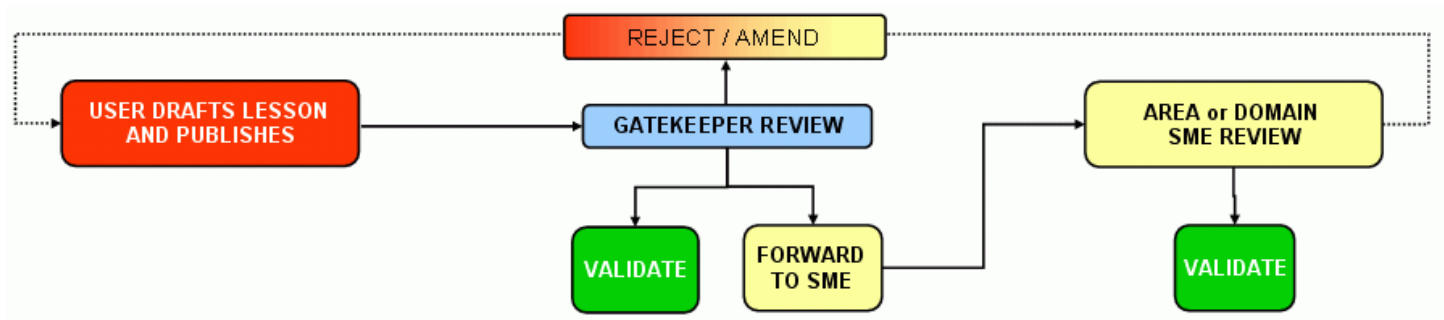 REJECT / AMEND
USER DRAFTS LESSON
AND PUBLISHES
GATEKEEPER REVIEW
AREA or DOMAIN
SME REVIEW
VALIDATE
FORWARD
TO SME
VALIDATE